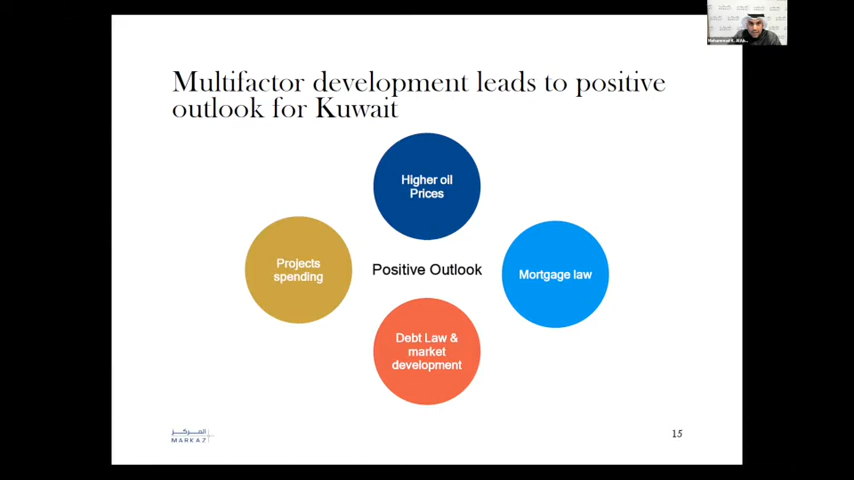 Multifactor development leads to positive
outlook for Kuwait
Higher oil
Prices
Projects
spending
Positive Outlook
Mortgage law
Debt Law &
market
development
المركز
MARKAZ
15